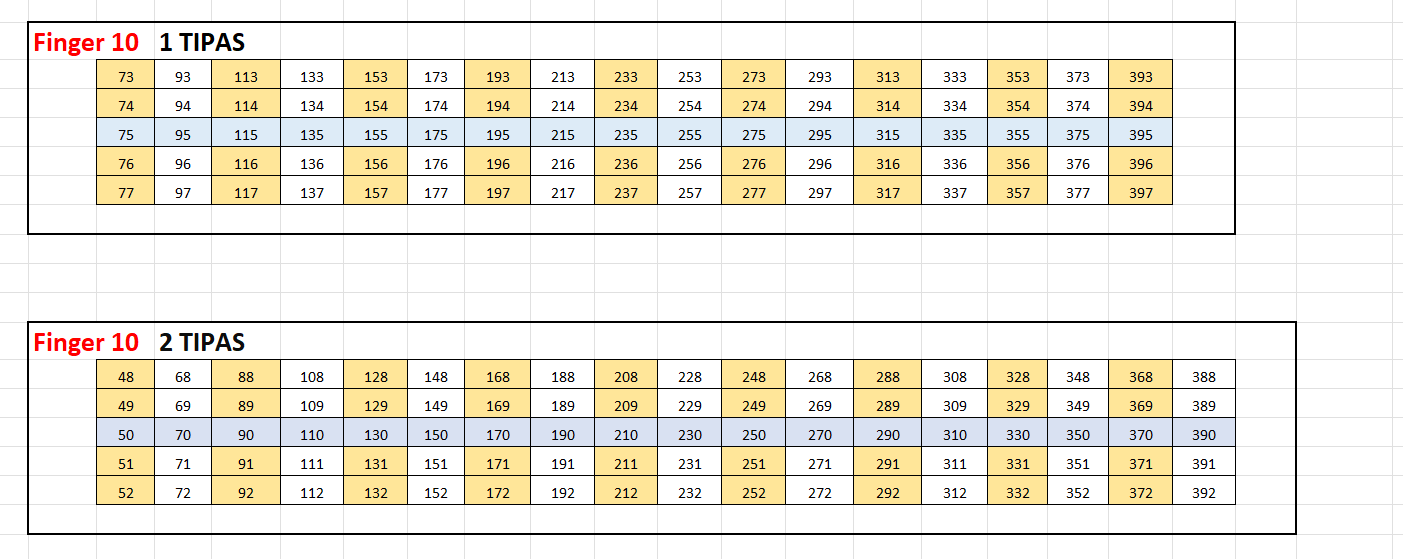 Finger 10 1 TIPAS
73 93 113 133 153 173 193 213 233 253 273 293 313 333 353 373 393
74 94 114 134 154 174 194 214 234 254 274 294 314 334 354 374 394
75 95 115 135 155 175 195 215 235 255 275 295 315 335 355 375 395
76 96 116 136 156 176 196 216 236 256 276 296 316 336 356 376 396
77 97 117 137 157 177 197 217 237 257 277 297 317 337 357 377 397
Finger 10 2 TIPAS
48 68 88 108 128 148 168 188 208 228 248 268 288 308 328 348 368 388
49 69 89 109 129 149 169 189 209 229 249 269 289 309 329 349 369 389
50 70 90 110 130 150 170 190 210 230 250 270 290 310 330 350 370 390
51 71 91 111 131 151 171 191 211 231 251 271 291 311 331 351 371 391
52 72 92 112 132 152 172 192 212 232 252 272 292 312 332 352 372 392